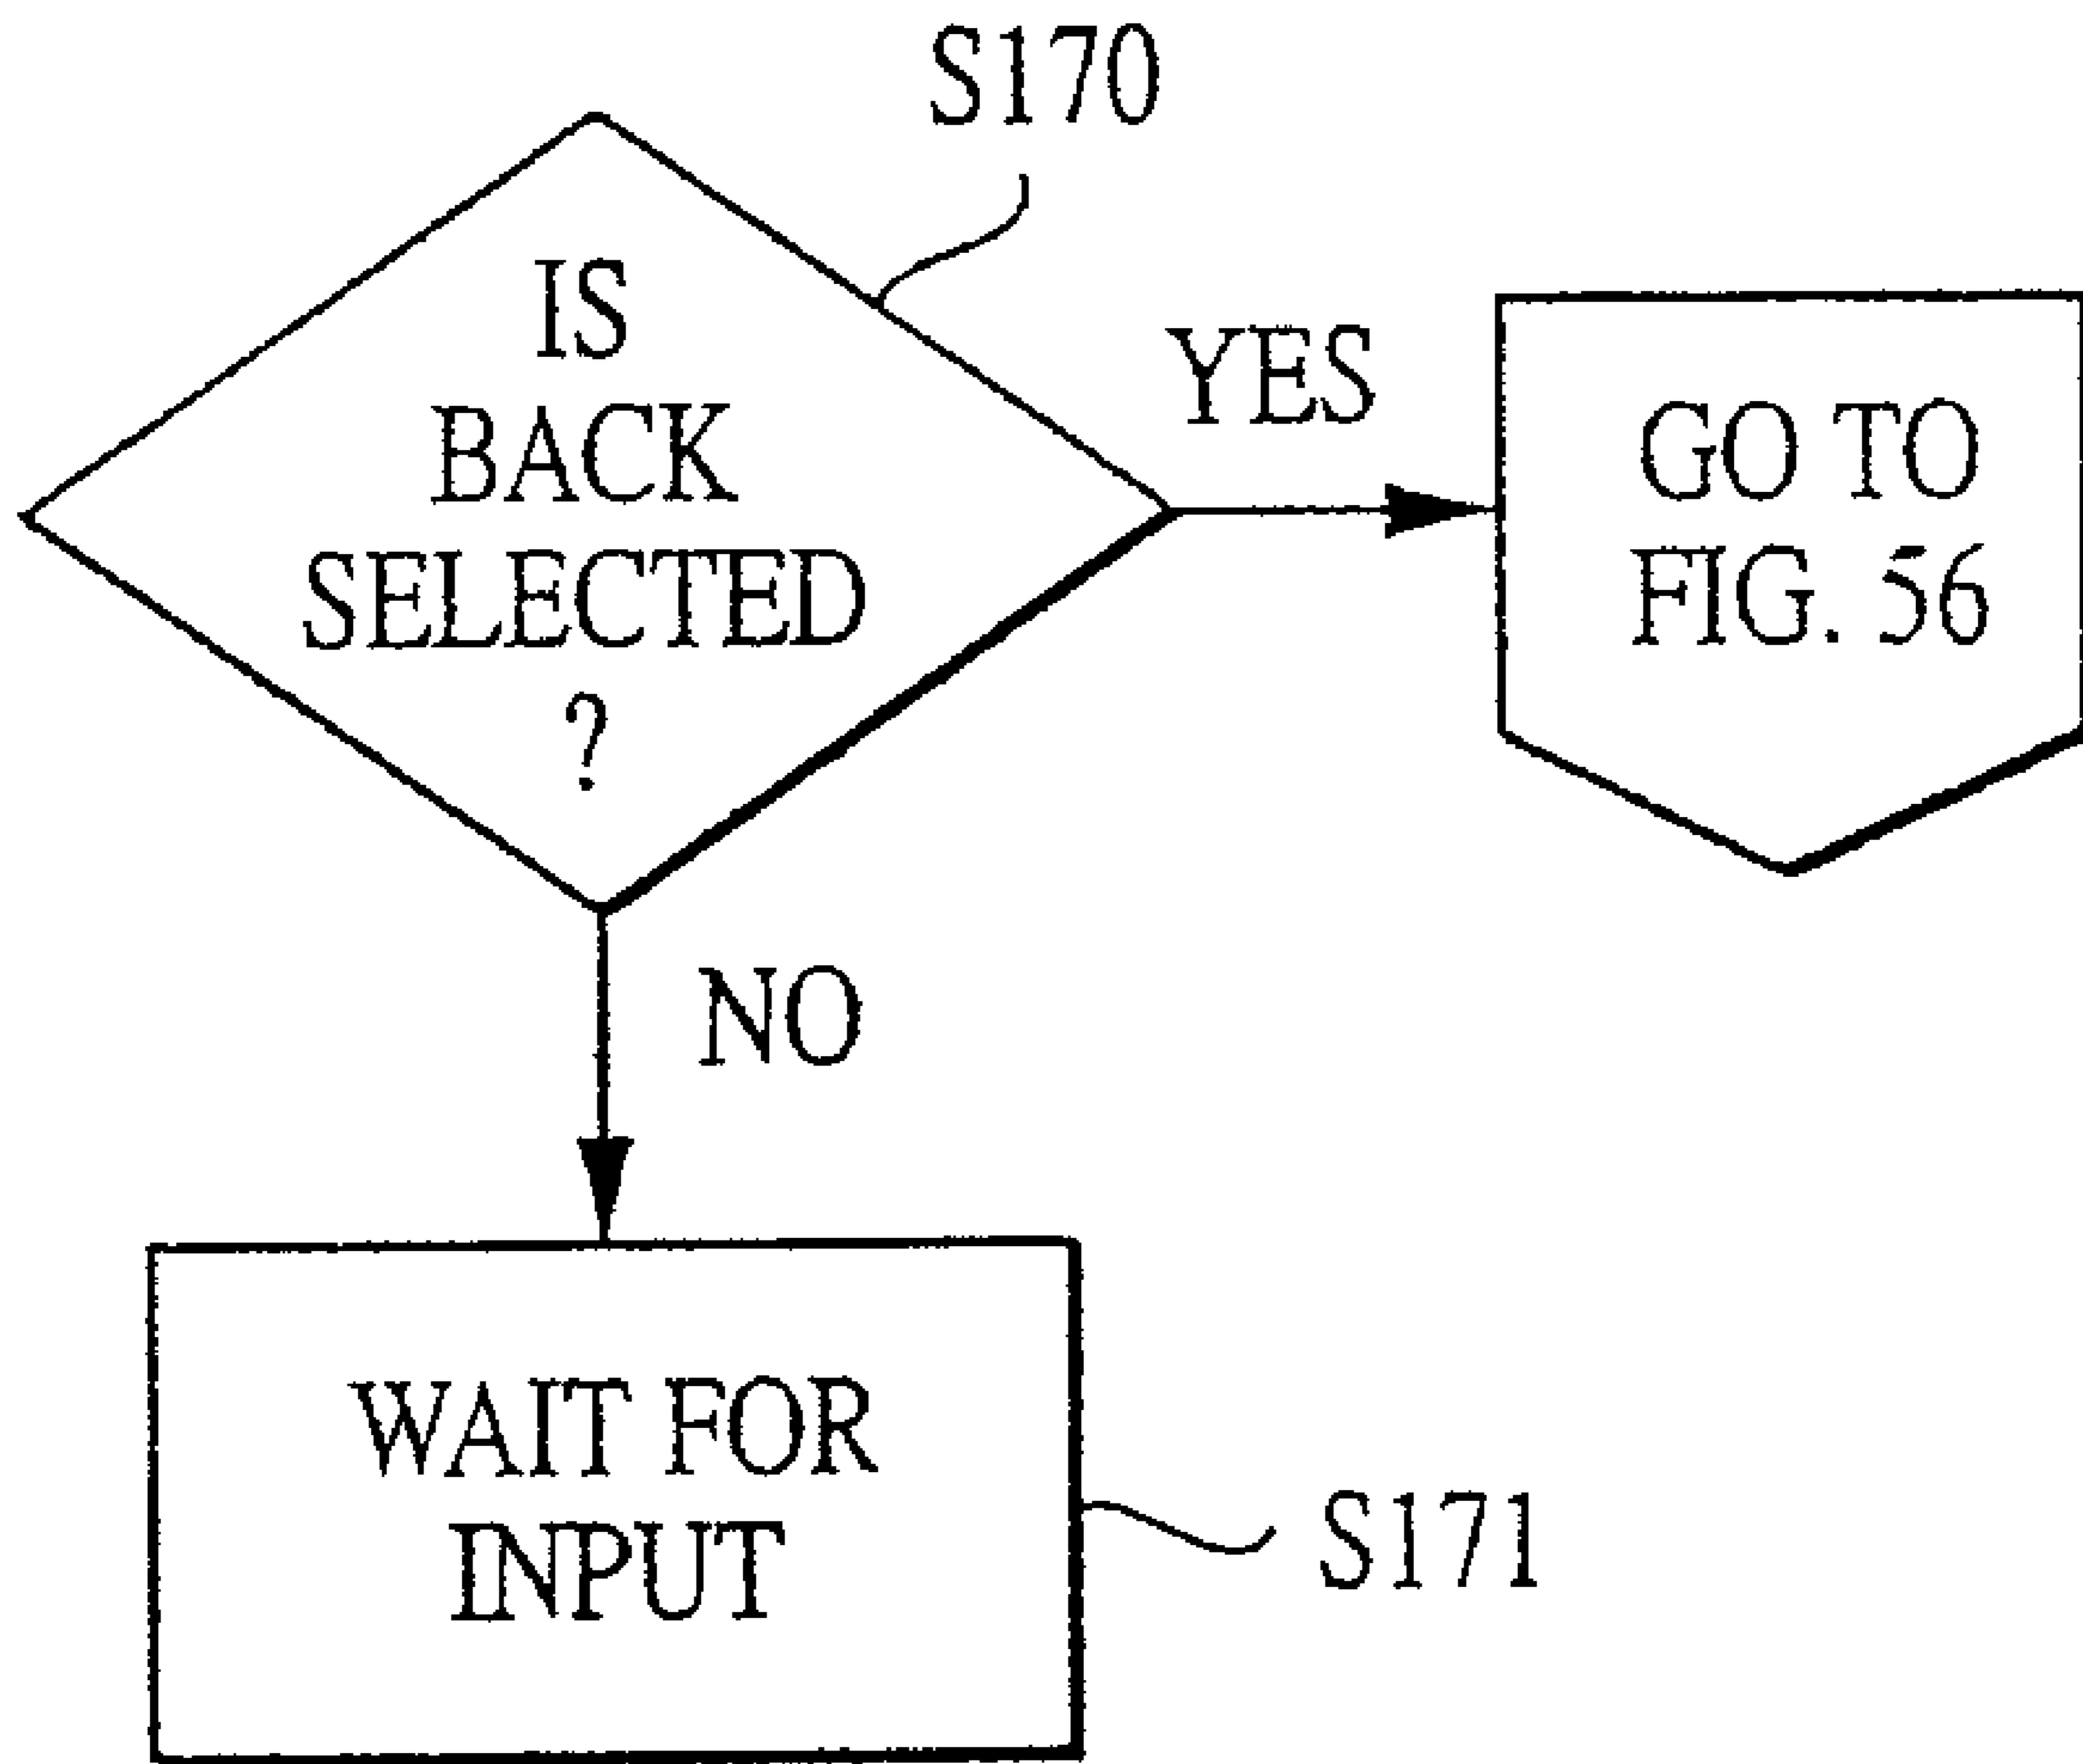 S170
IS
BACK
SELECTED
?
YES
GO TO
FIG. 56
NO
WAIT FOR
INPUT
S171